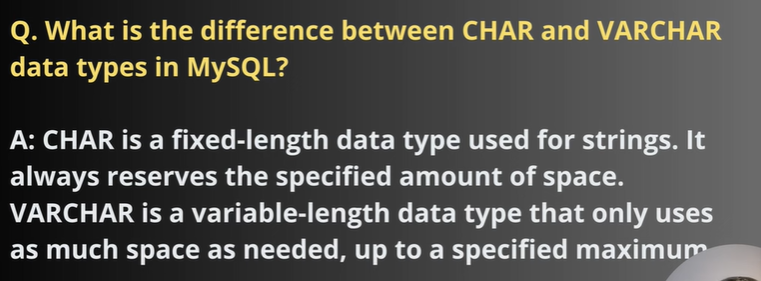 Q. What is the difference between CHAR and VARCHAR
data types in MySQL?
A: CHAR is a fixed-length data type used for strings. It
always reserves the specified amount of space.
VARCHAR is a variable-length data type that only uses
as much space as needed, up to a specified maximum